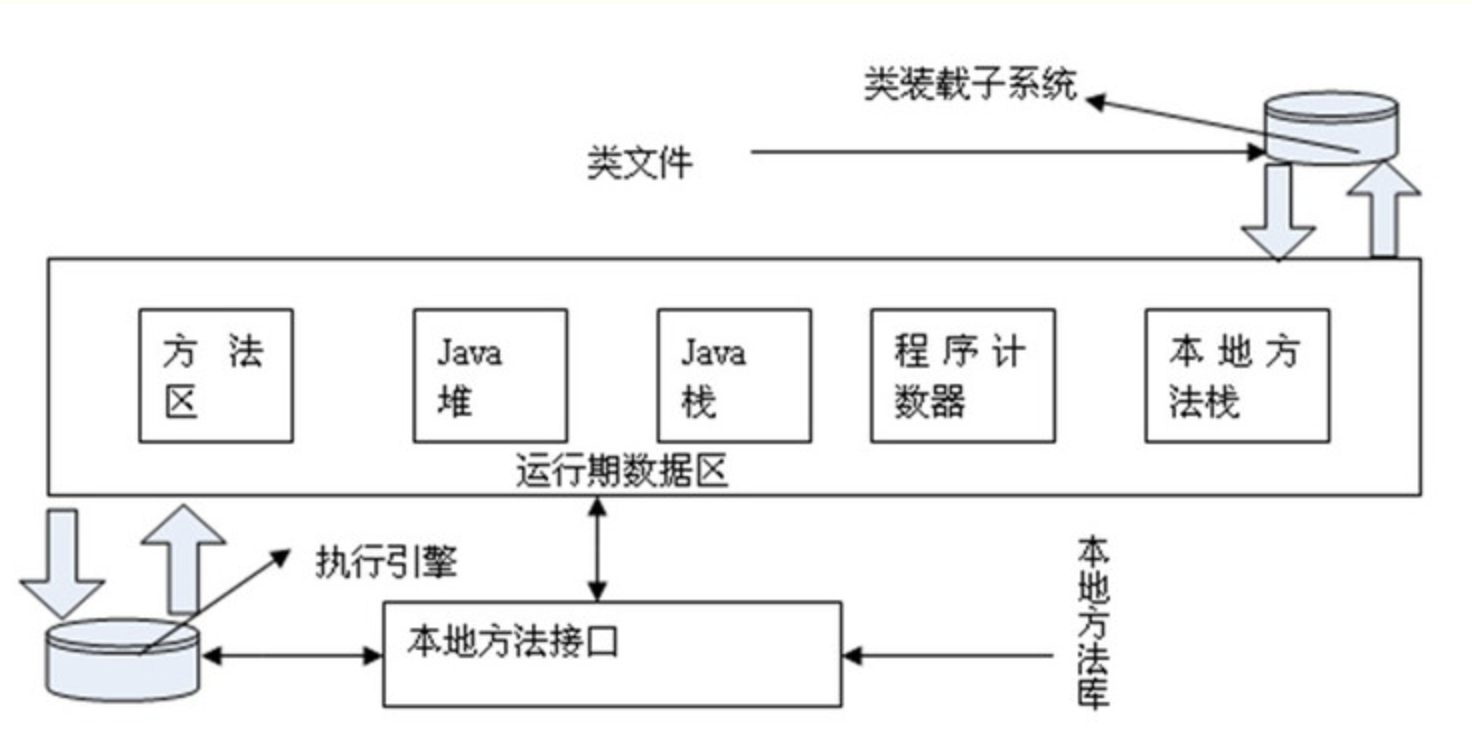 类装载子系统
类文件
方法
区
Java
堆
Java
栈
程序计
数器
本地方
法栈
运行期数据区
执行引擎
本地方法接口
本地方法库